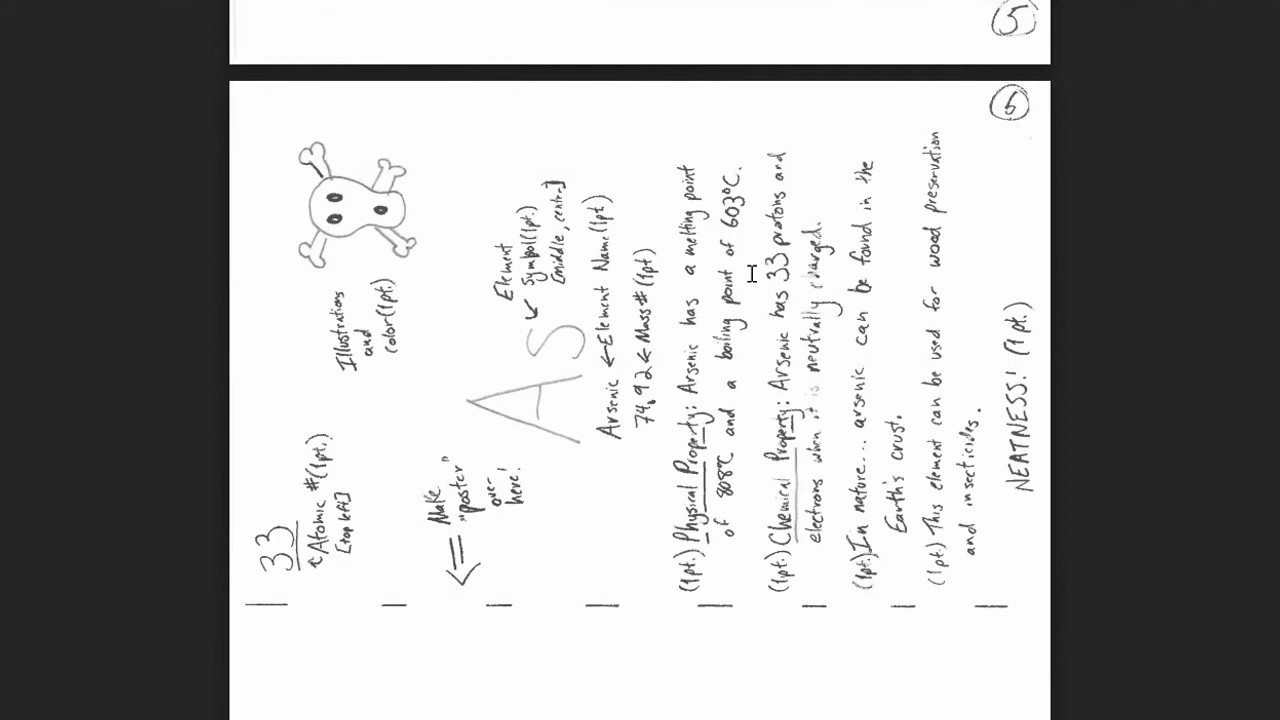 5
5
33
↑ Atomic #(1pt.)
[top left]
Illustrations
and
color(1pt.)
⇐ Make
"poster"
over
here!
As
← Element
Symbol(1pt.)
[middle, center]
Arsenic ← Element Name(1pt)
74.92 ← Mass# (1pt)
(1pt.) Physical Property: Arsenic has a melting point
of 808°C and a boiling point of 603°C.
(1pt.) Chemical Property: Arsenic has 33 protons and
electrons when it is neutrally charged.
(1pt.) In nature... arsenic can be found in the
Earth's crust.
(1pt.) This element can be used for wood preservation
and insecticides.
NEATNESS! (1pt.)